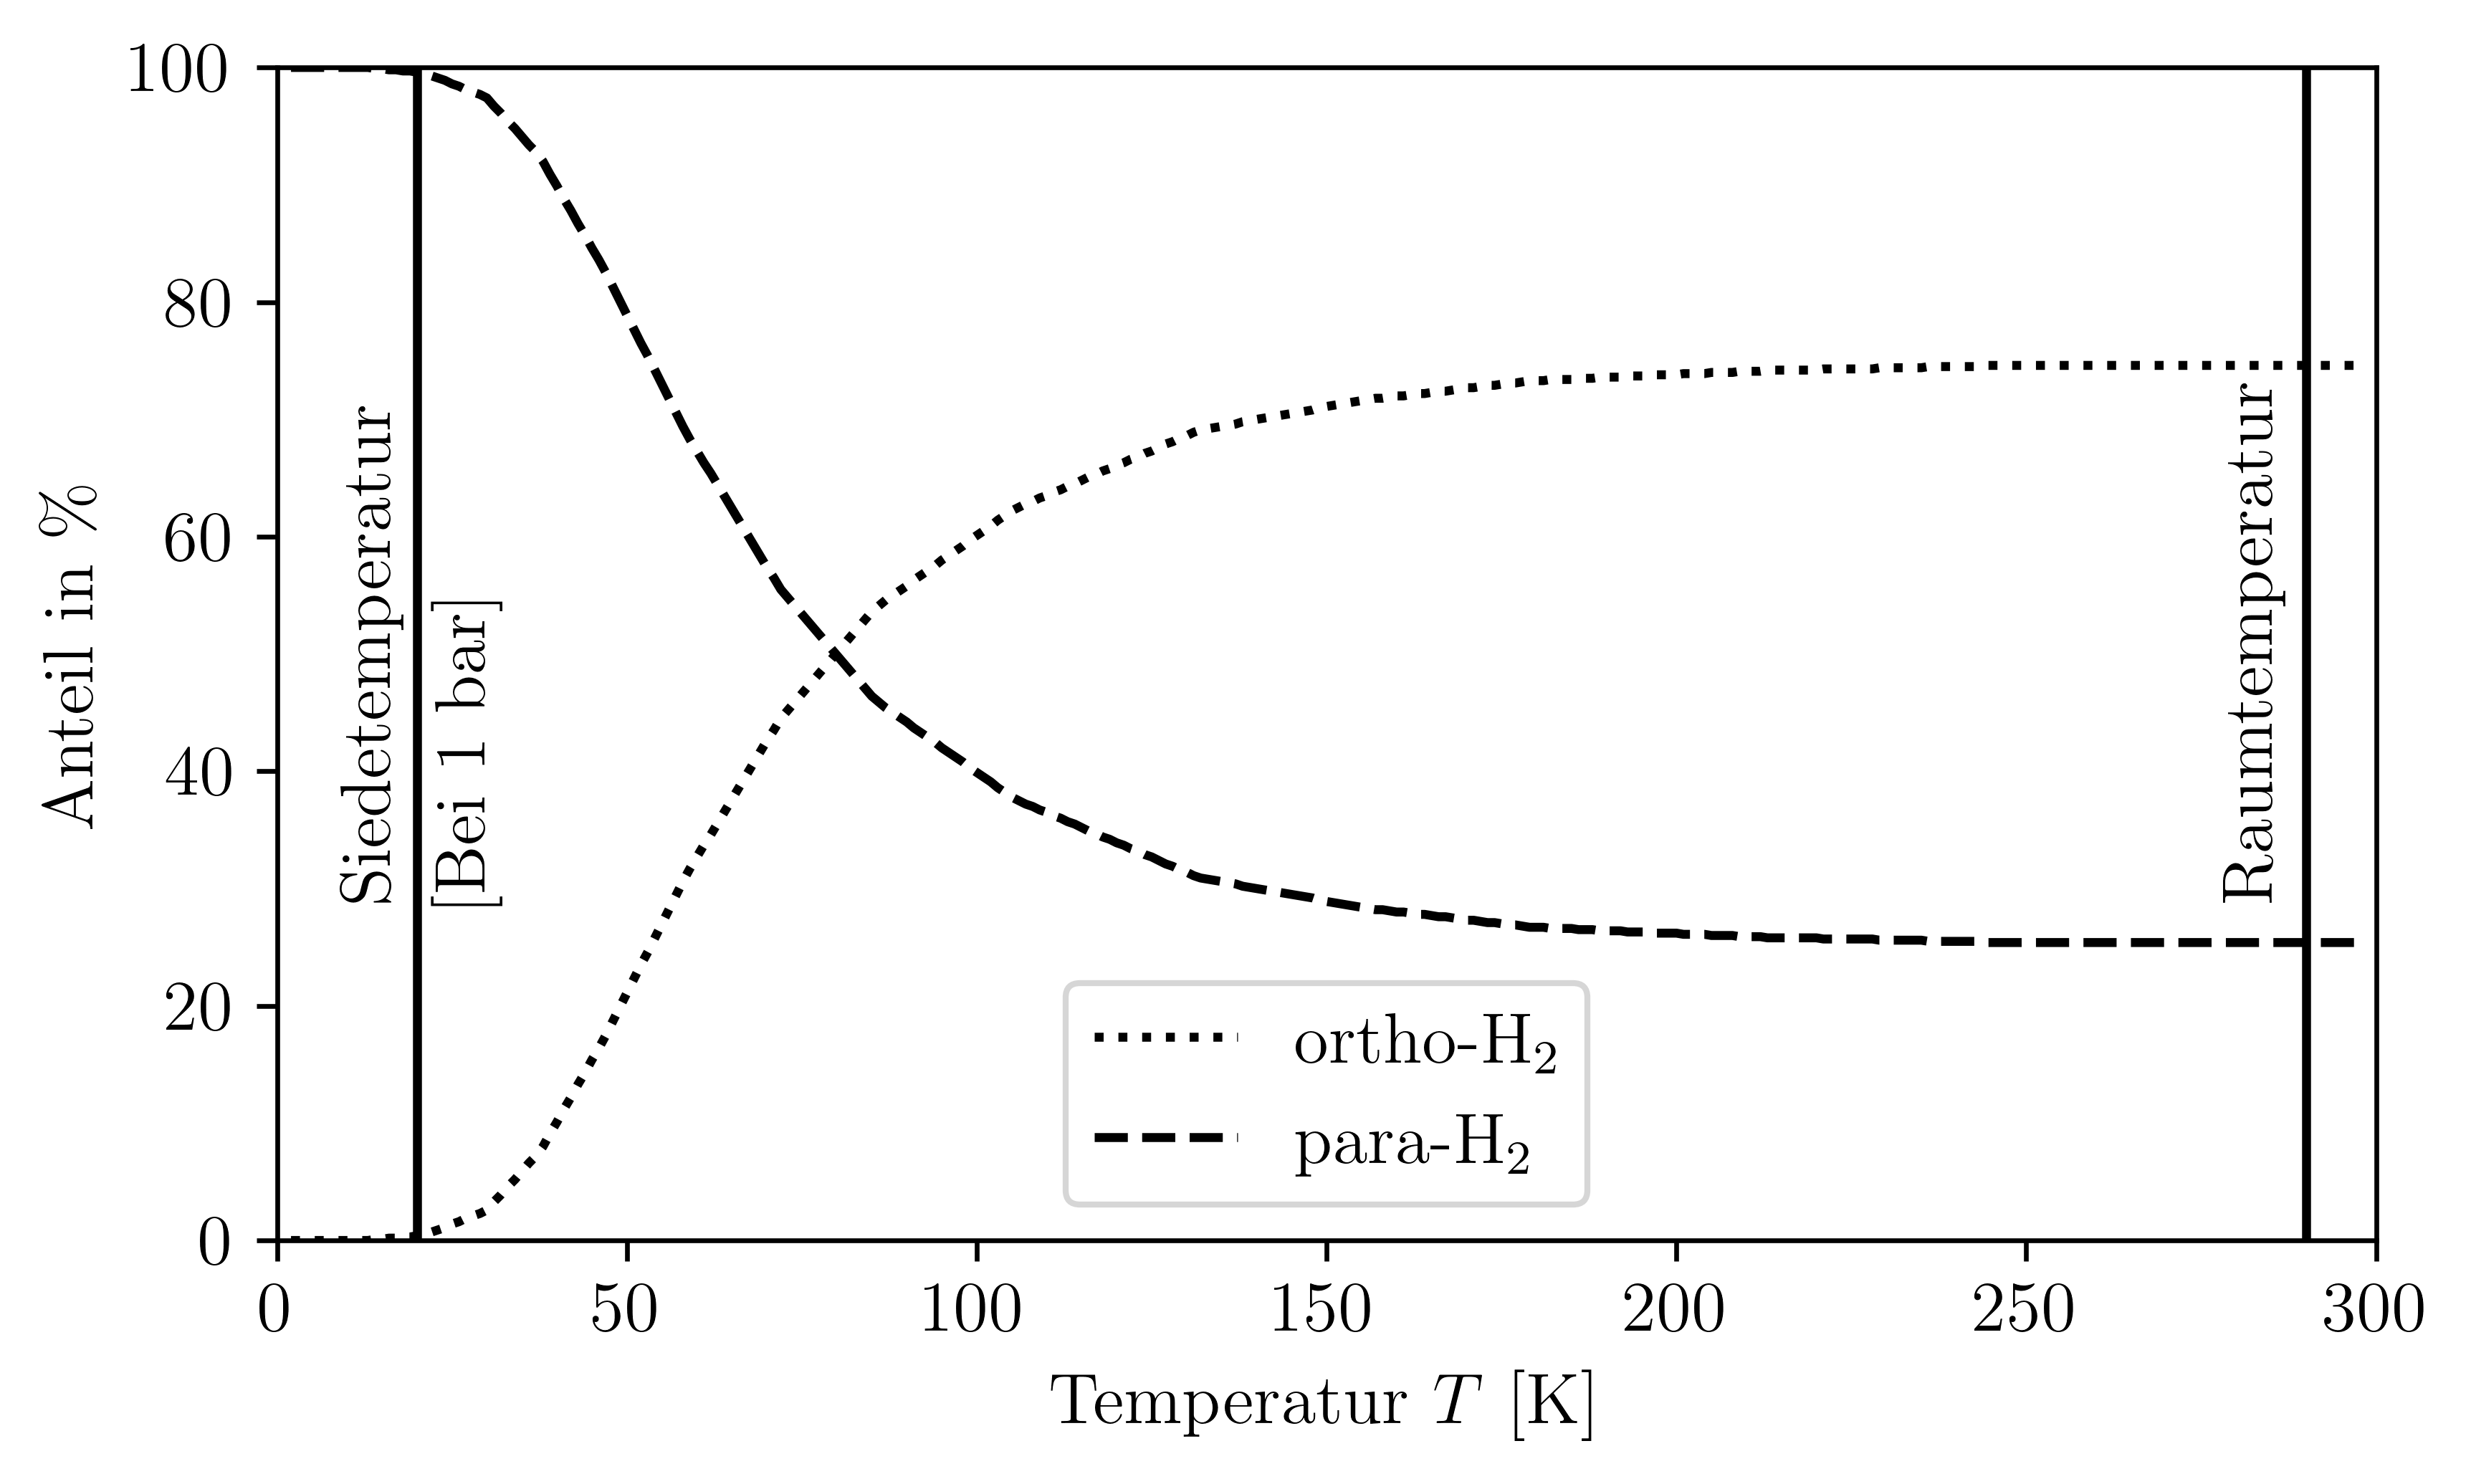 100
80
60
40
20
0
Anteil in %
Siedetemperatur
[Bei 1 bar]
Raumtemperatur
ortho-H₂
para-H₂
0 50 100 150 200 250 300
Temperatur T [K]